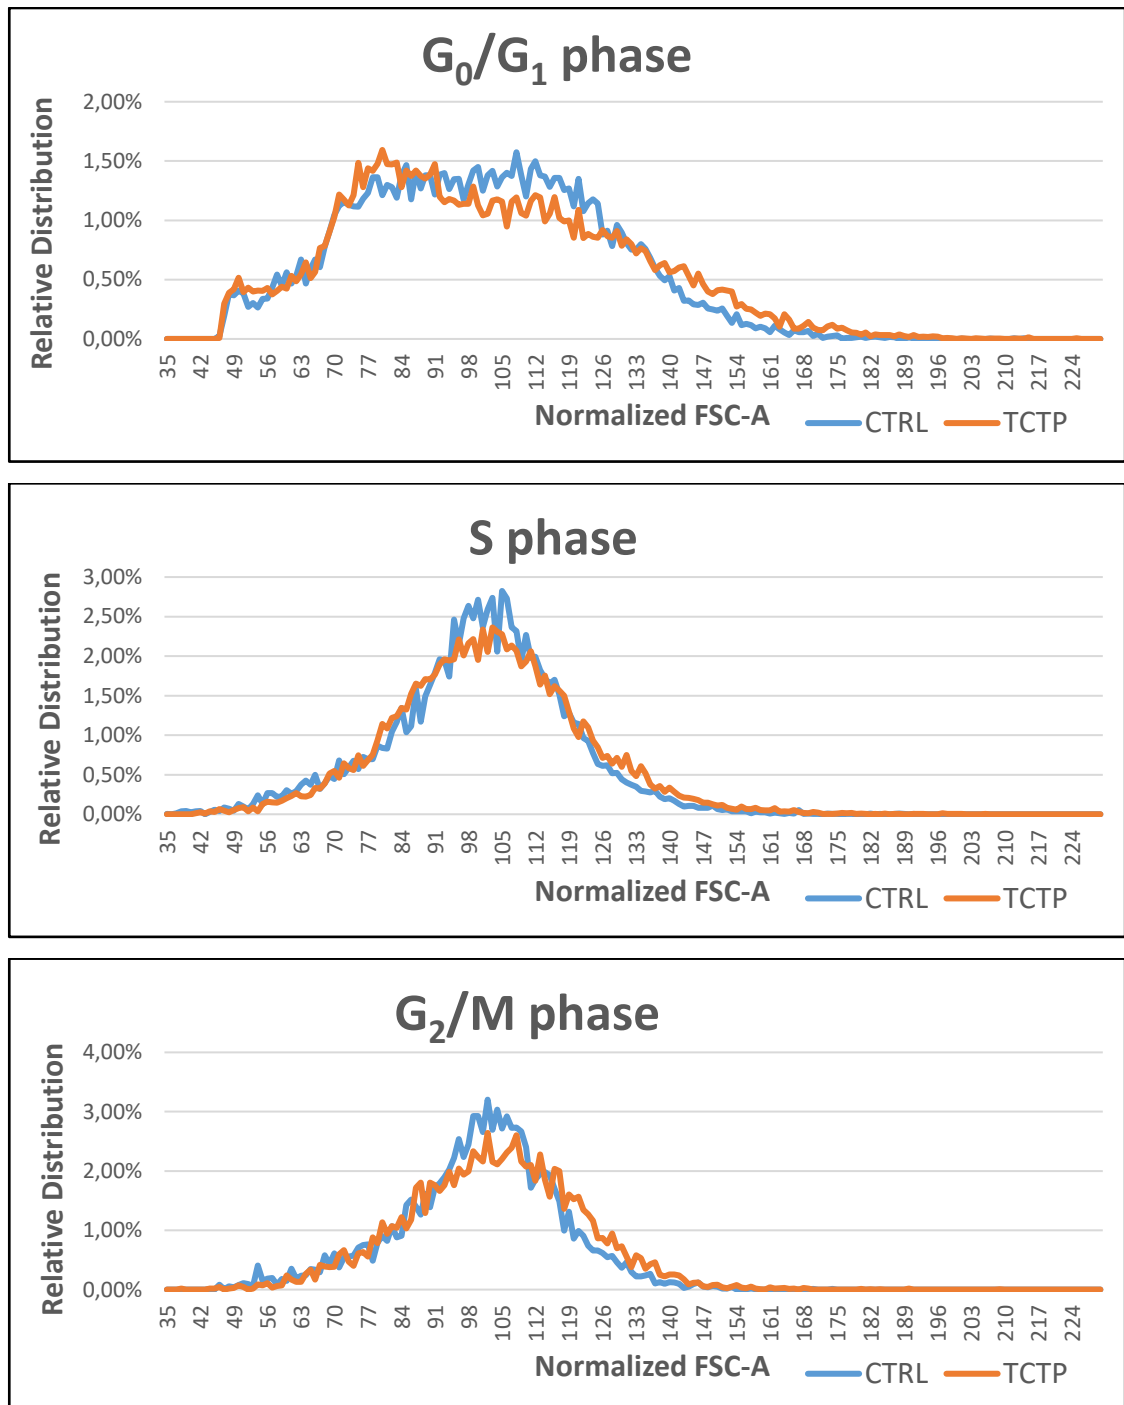 G₀/G₁ phase
Relative Distribution
2,00%
1,50%
1,00%
0,50%
0,00%
35 42 49 56 63 70 77 84 91 98 105 112 119 126 133 140 147 154 161 168 175 182 189 196 203 210 217 224
Normalized FSC-A
CTRL TCTP
S phase
Relative Distribution
3,00%
2,50%
2,00%
1,50%
1,00%
0,50%
0,00%
35 42 49 56 63 70 77 84 91 98 105 112 119 126 133 140 147 154 161 168 175 182 189 196 203 210 217 224
Normalized FSC-A
CTRL TCTP
G₂/M phase
Relative Distribution
4,00%
3,00%
2,00%
1,00%
0,00%
35 42 49 56 63 70 77 84 91 98 105 112 119 126 133 140 147 154 161 168 175 182 189 196 203 210 217 224
Normalized FSC-A
CTRL TCTP